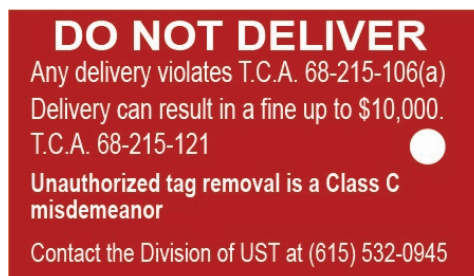 DO NOT DELIVER
Any delivery violates T.C.A. 68-215-106(a)
Delivery can result in a fine up to $10,000.
T.C.A. 68-215-121
Unauthorized tag removal is a Class C
misdemeanor
Contact the Division of UST at (615) 532-0945